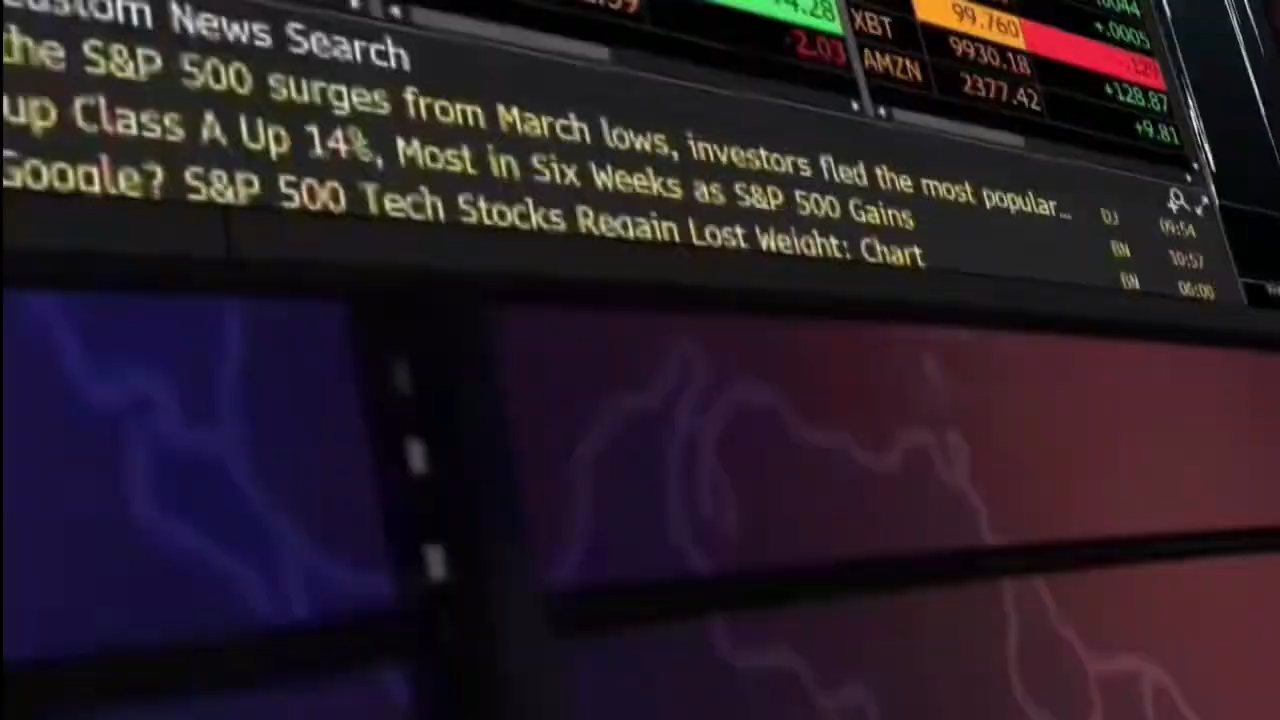 4.28
2.03
XBT
AMZN
99.760
9930.18
2377.42
+.0005
+128.87
+9.81
News Search
the S&P 500 surges from March lows, investors fled the most popular… DJ 09:54
up Class A Up 14%, Most in Six Weeks as S&P 500 Gains BN 10:57
Google? S&P 500 Tech Stocks Regain Lost Weight: Chart BN 06:00